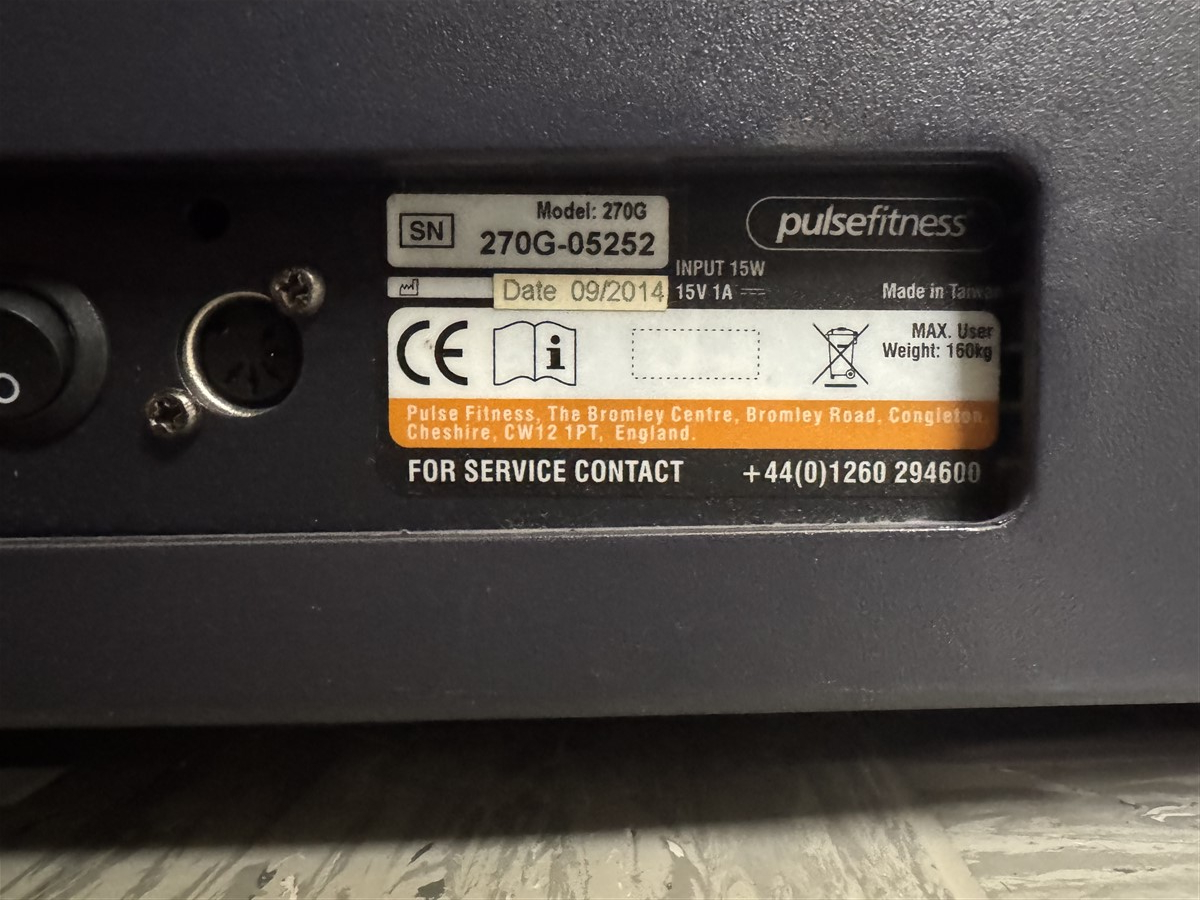 SN
Model: 270G
270G-05252
pulsefitness
INPUT 15W
Date 09/2014
15V 1A
Made in Taiwan
CE
i
MAX. User
Weight: 160kg
Pulse Fitness, The Bromley Centre, Bromley Road, Congleton,
Cheshire, CW12 1PT, England.
FOR SERVICE CONTACT +44(0)1260 294600